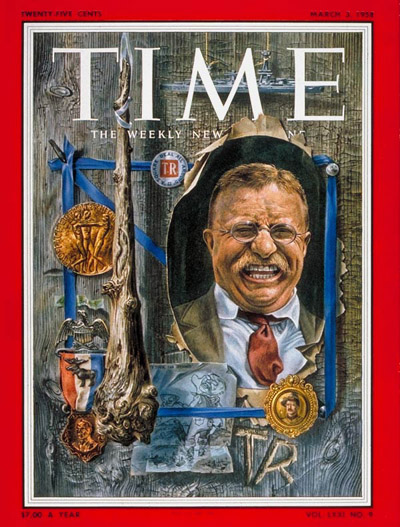 TWENTY-FIVE CENTS MARCH 3, 1958
TIME
THE WEEKLY NEW
TR
TR
$7.00 A YEAR VOL. LXXI NO. 9